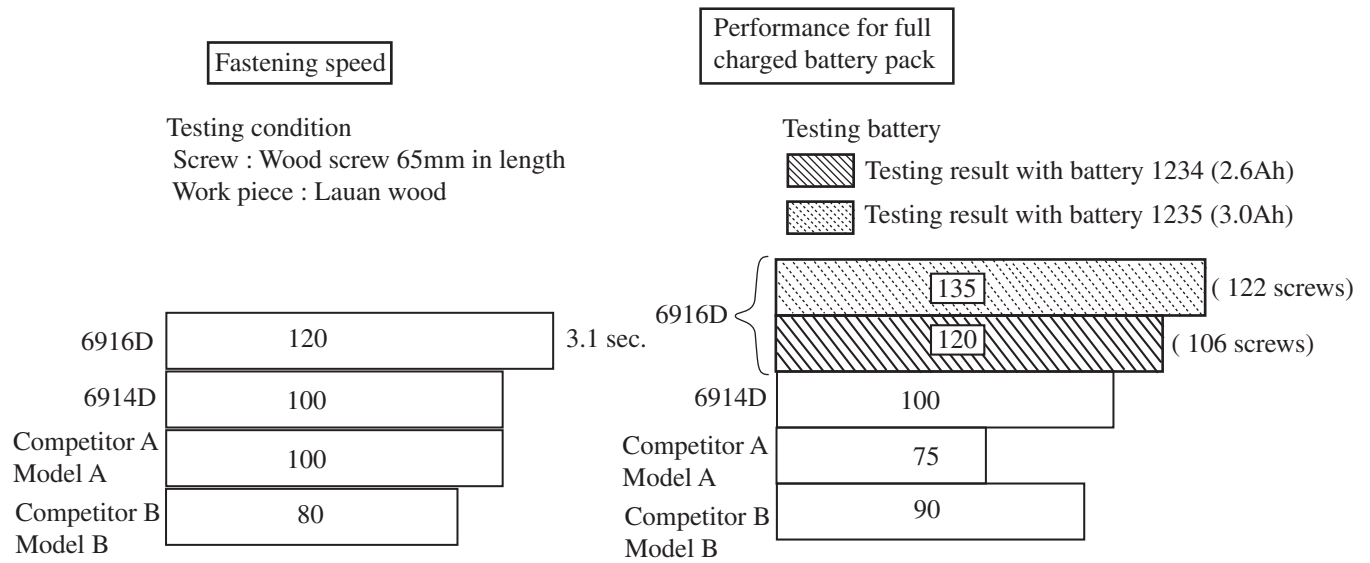 Fastening speed
Testing condition
Screw : Wood screw 65mm in length
Work piece : Lauan wood
6916D
120
3.1 sec.
6914D
100
Competitor A
Model A
100
Competitor B
Model B
80
Performance for full
charged battery pack
Testing battery
Testing result with battery 1234 (2.6Ah)
Testing result with battery 1235 (3.0Ah)
6916D
135
( 122 screws)
120
( 106 screws)
6914D
100
Competitor A
Model A
75
Competitor B
Model B
90